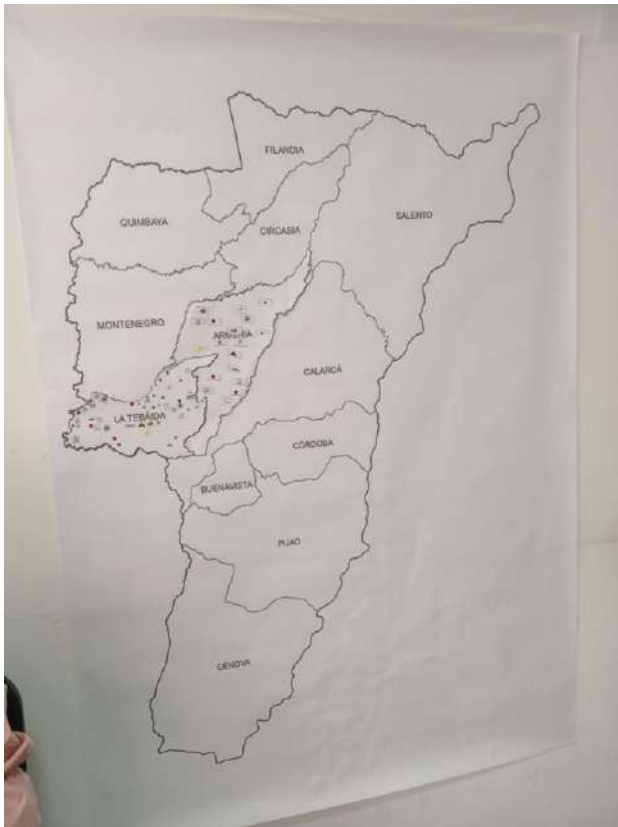 FILANDIA
QUIMBAYA
SALENTO
CIRCASIA
MONTENEGRO
ARMENIA
CALARCÁ
LA TEBAIDA
CÓRDOBA
BUENAVISTA
PIJAO
GENOVA